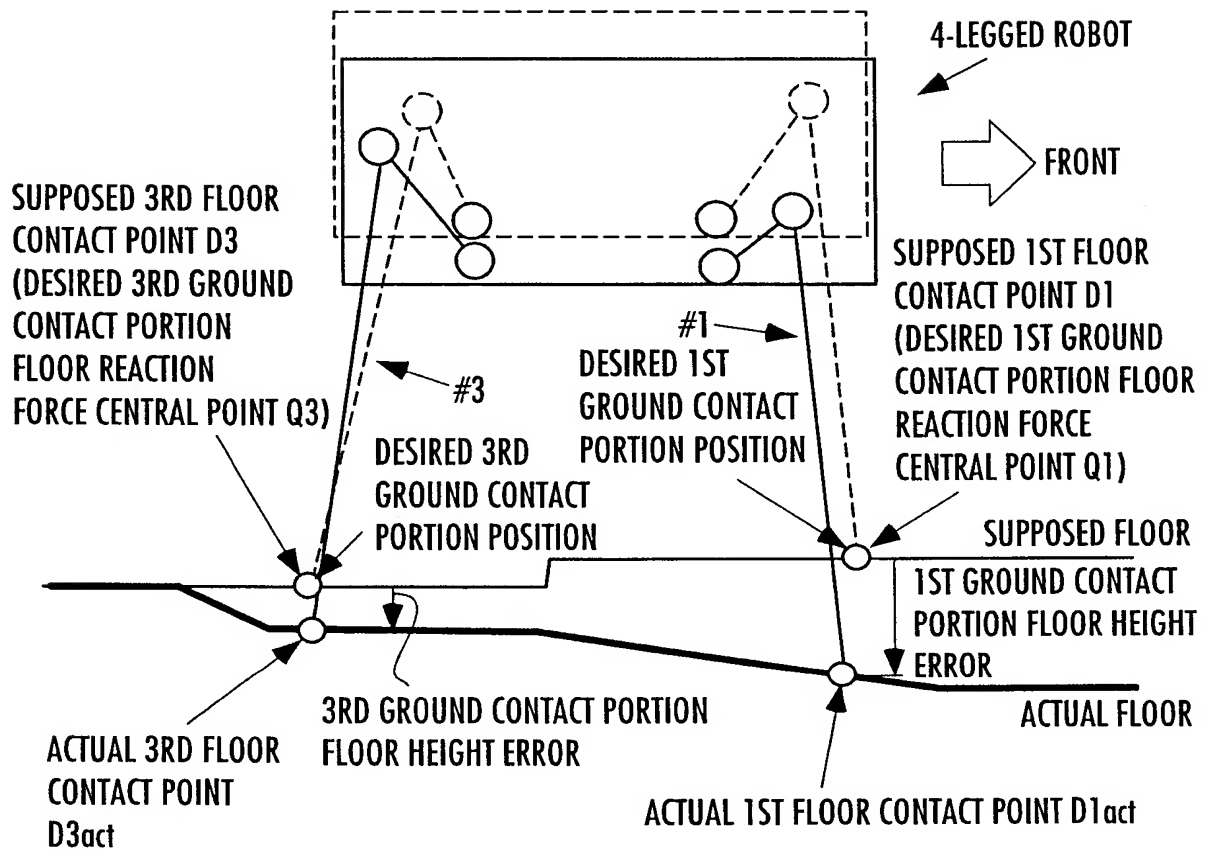 4-LEGGED ROBOT
FRONT
SUPPOSED 3RD FLOOR
CONTACT POINT D3
(DESIRED 3RD GROUND
CONTACT PORTION
FLOOR REACTION
FORCE CENTRAL POINT Q3)
#3
DESIRED 3RD
GROUND CONTACT
PORTION POSITION
#1
DESIRED 1ST
GROUND CONTACT
PORTION POSITION
SUPPOSED 1ST FLOOR
CONTACT POINT D1
(DESIRED 1ST GROUND
CONTACT PORTION FLOOR
REACTION FORCE
CENTRAL POINT Q1)
SUPPOSED FLOOR
1ST GROUND CONTACT
PORTION FLOOR HEIGHT
ERROR
ACTUAL FLOOR
3RD GROUND CONTACT PORTION
FLOOR HEIGHT ERROR
ACTUAL 3RD FLOOR
CONTACT POINT
D3act
ACTUAL 1ST FLOOR CONTACT POINT D1act